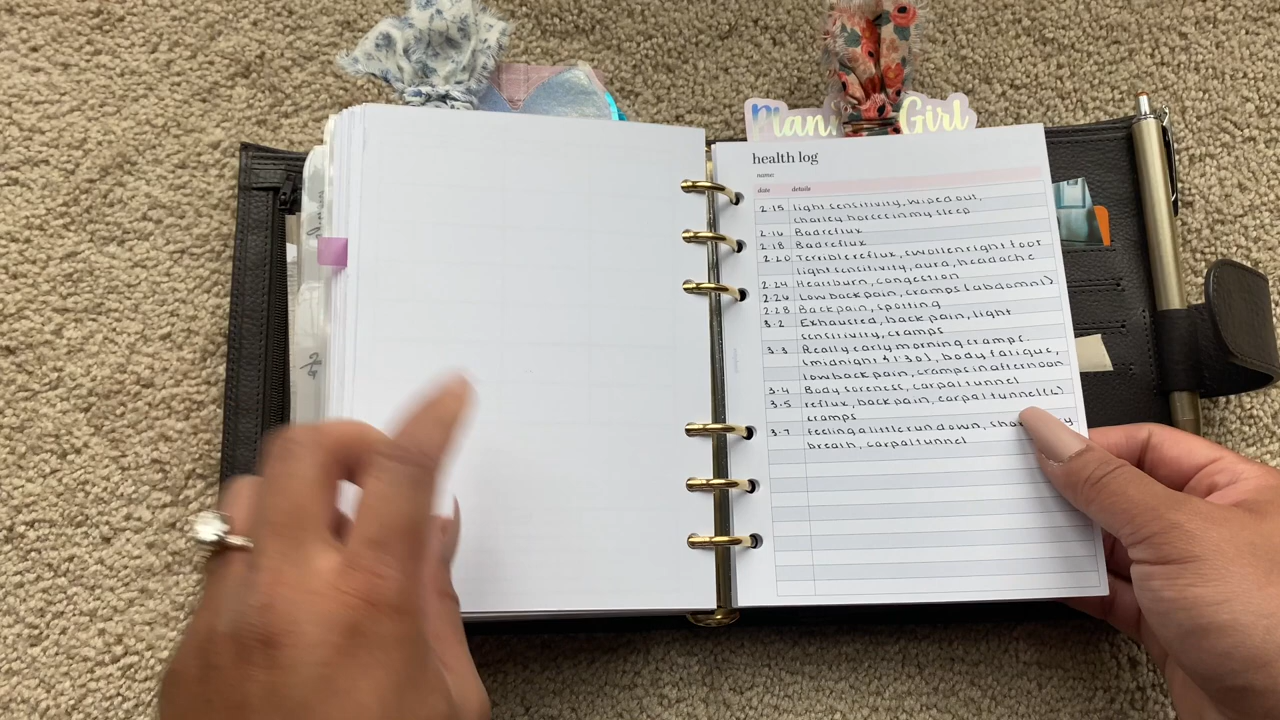 Girl
health log
name:
date details
2.15 light sensitivity, wiped out,
charley horses in my sleep
2.16 Bad reflux
2.18 Bad reflux
2.20 Terrible reflux, swollen right foot
light sensitivity, aura, headache
2.24 Heartburn, congestion
2.26 Low back pain, cramps (abdomnl)
2.28 Back pain, spotting
3.2 Exhausted, back pain, light
sensitivity, cramps
3.3 Really early morning cramps
(midnight & 1:30), body fatigue,
low back pain, cramps in afternoon
3.4 Body soreness, carpal tunnel
3.5 reflux, back pain, carpal tunnel (L)
cramps
3.7 Feeling a little run down,
breath, carpal tunnel